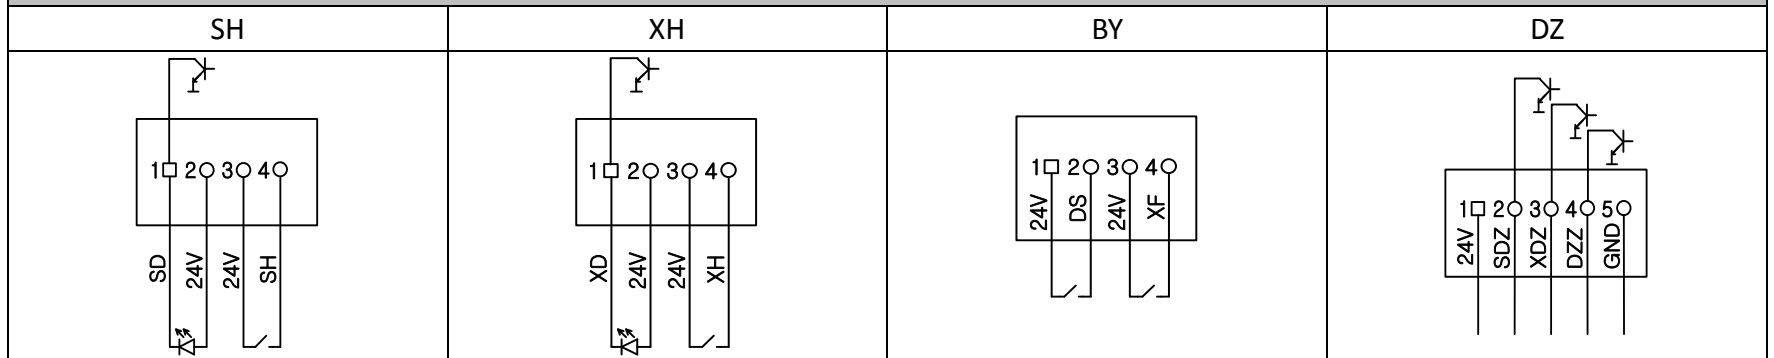 SH XH BY DZ
1 2 3 4
SD 24V 24V SH
1 2 3 4
XD 24V 24V XH
1 2 3 4
24V DS 24V XF
1 2 3 4 5
24V SDZ XDZ DZZ GND